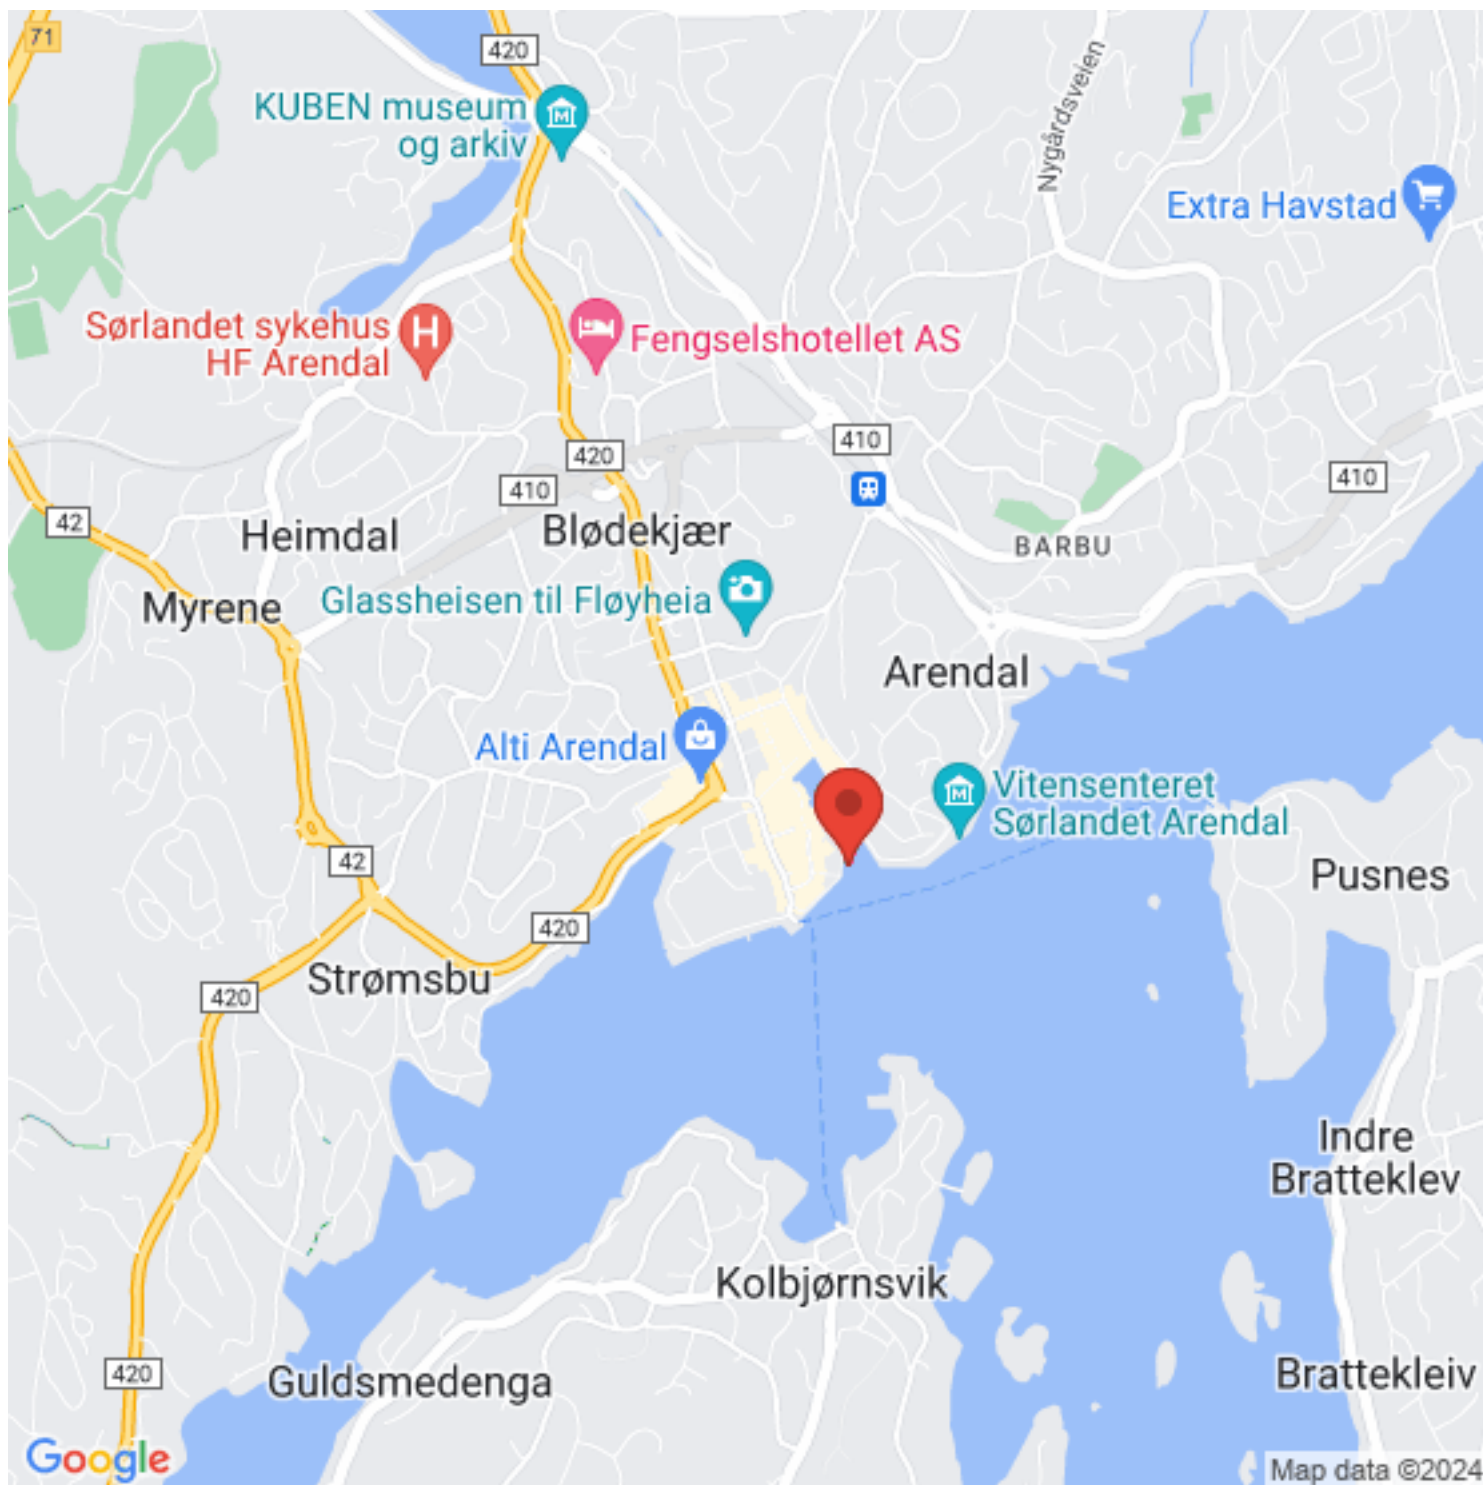 71
420
KUBEN museum
og arkiv
Nygårdsveien
Extra Havstad
Sørlandet sykehus
HF Arendal
Fengselshotellet AS
410
420
410
410
42
Heimdal
Blødekjær
BARBU
Myrene
Glassheisen til Fløyheia
Arendal
Alti Arendal
Vitensenteret
Sørlandet Arendal
42
Pusnes
420
Strømsbu
420
Indre
Bratteklev
Kolbjørnsvik
420
Guldsmedenga
Brattekleiv
Google
Map data ©2024